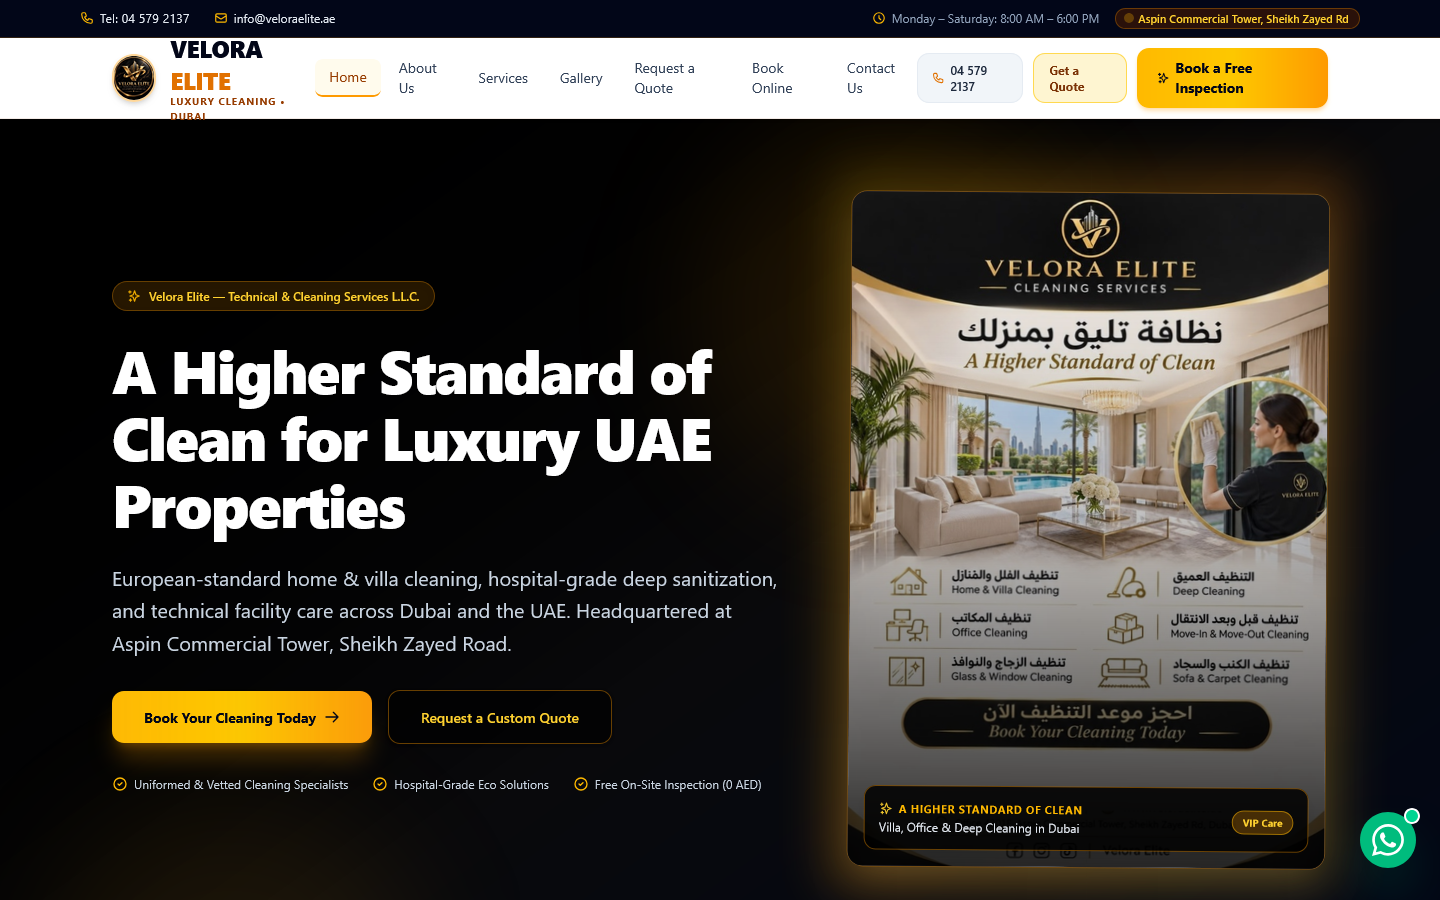 Tel: 04 579 2137
info@veloraelite.ae
Monday – Saturday: 8:00 AM – 6:00 PM
Aspin Commercial Tower, Sheikh Zayed Rd
VELORA
ELITE
LUXURY CLEANING •
DUBAI
Home
About
Us
Services
Gallery
Request a
Quote
Book
Online
Contact
Us
04 579
2137
Get a
Quote
Book a Free
Inspection
Velora Elite — Technical & Cleaning Services L.L.C.
A Higher Standard of
Clean for Luxury UAE
Properties
European-standard home & villa cleaning, hospital-grade deep sanitization,
and technical facility care across Dubai and the UAE. Headquartered at
Aspin Commercial Tower, Sheikh Zayed Road.
Book Your Cleaning Today
Request a Custom Quote
Uniformed & Vetted Cleaning Specialists
Hospital-Grade Eco Solutions
Free On-Site Inspection (0 AED)
VELORA ELITE
CLEANING SERVICES
نظافة تليق بمنزلك
A Higher Standard of Clean
VELORA ELITE
تنظيف الفلل والمنازل
Home & Villa Cleaning
التنظيف العميق
Deep Cleaning
تنظيف المكاتب
Office Cleaning
تنظيف قبل وبعد الانتقال
Move-In & Move-Out Cleaning
تنظيف الزجاج والنوافذ
Glass & Window Cleaning
تنظيف الكنب والسجاد
Sofa & Carpet Cleaning
احجز موعد التنظيف الآن
Book Your Cleaning Today
A HIGHER STANDARD OF CLEAN
Villa, Office & Deep Cleaning in Dubai
VIP Care
Velora Elite